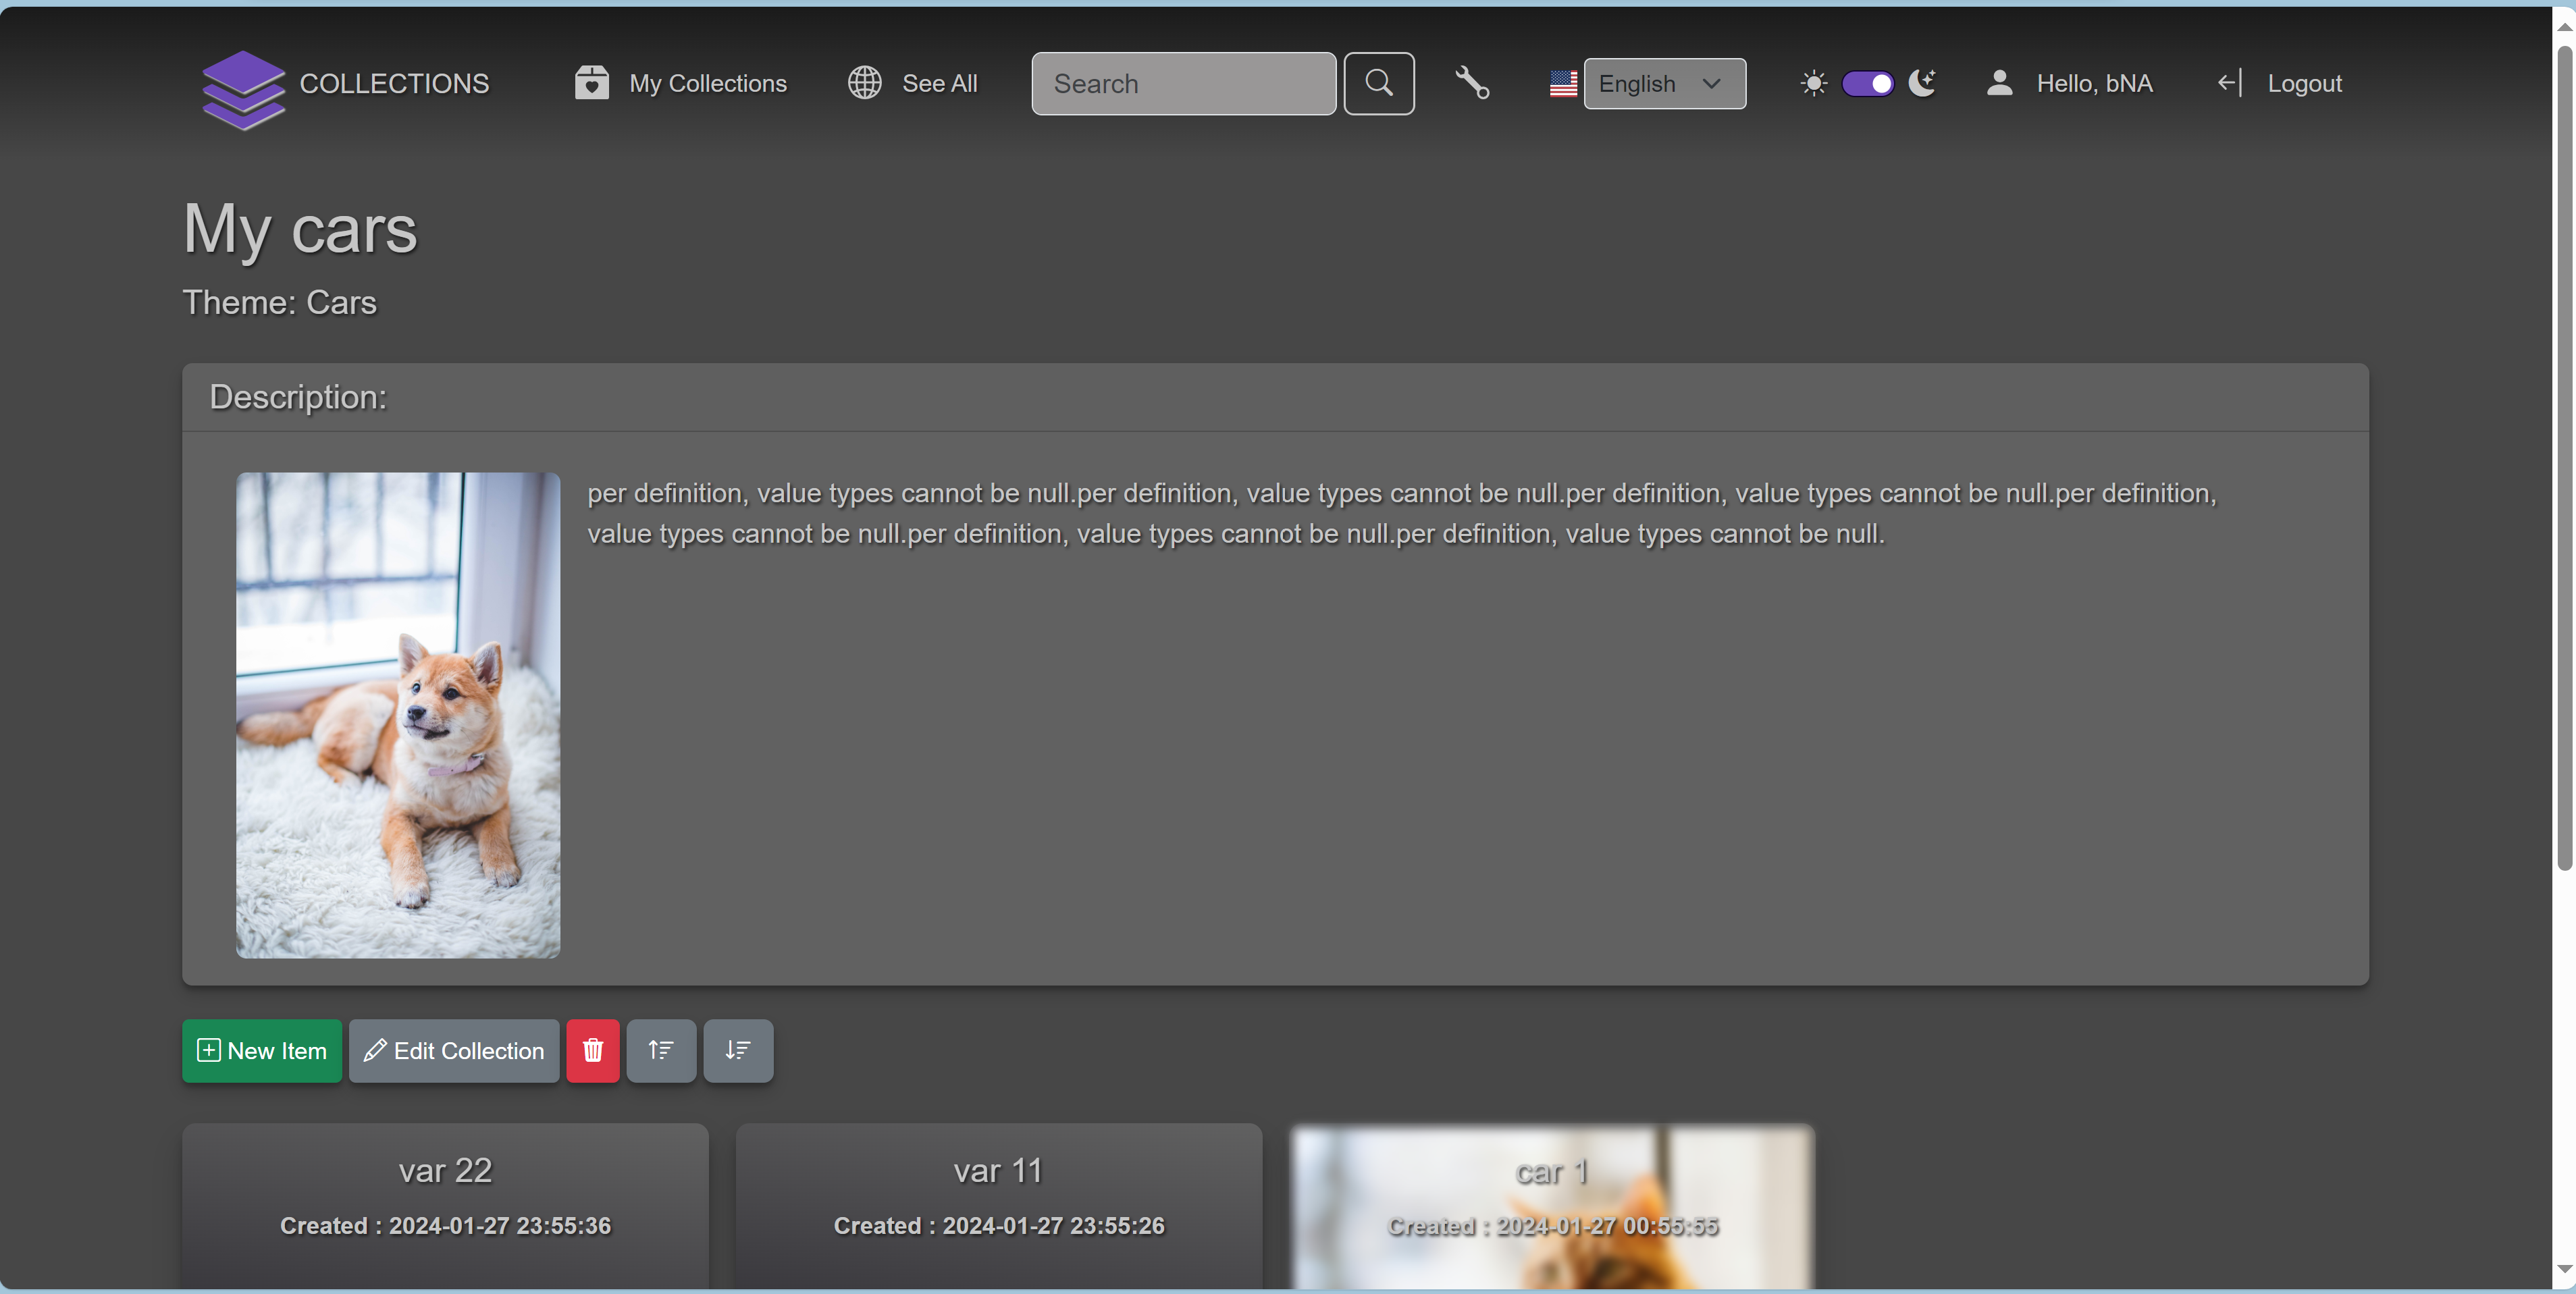 COLLECTIONS
My Collections
See All
Search
English
Hello, bNA
Logout
My cars
Theme: Cars
Description:
per definition, value types cannot be null.per definition, value types cannot be null.per definition, value types cannot be null.per definition,
value types cannot be null.per definition, value types cannot be null.per definition, value types cannot be null.
New Item
Edit Collection
var 22
Created : 2024-01-27 23:55:36
var 11
Created : 2024-01-27 23:55:26
car 1
Created : 2024-01-27 00:55:55